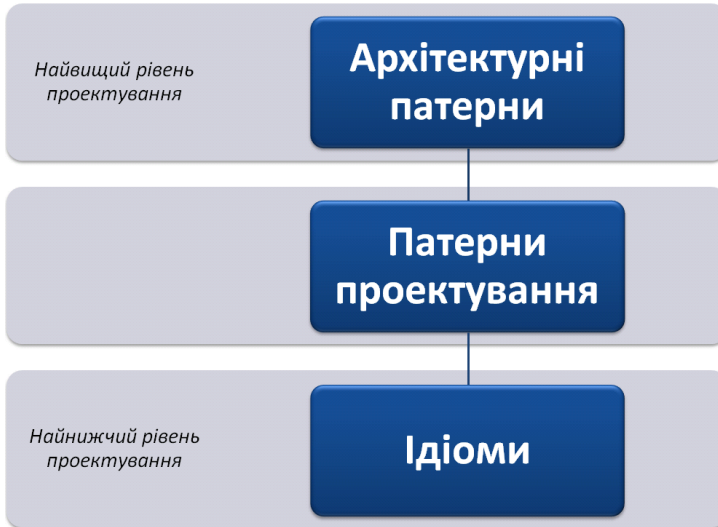 Найвищий рівень
проектування
Архітектурні
патерни
Патерни
проектування
Найнижчий рівень
проектування
Ідіоми